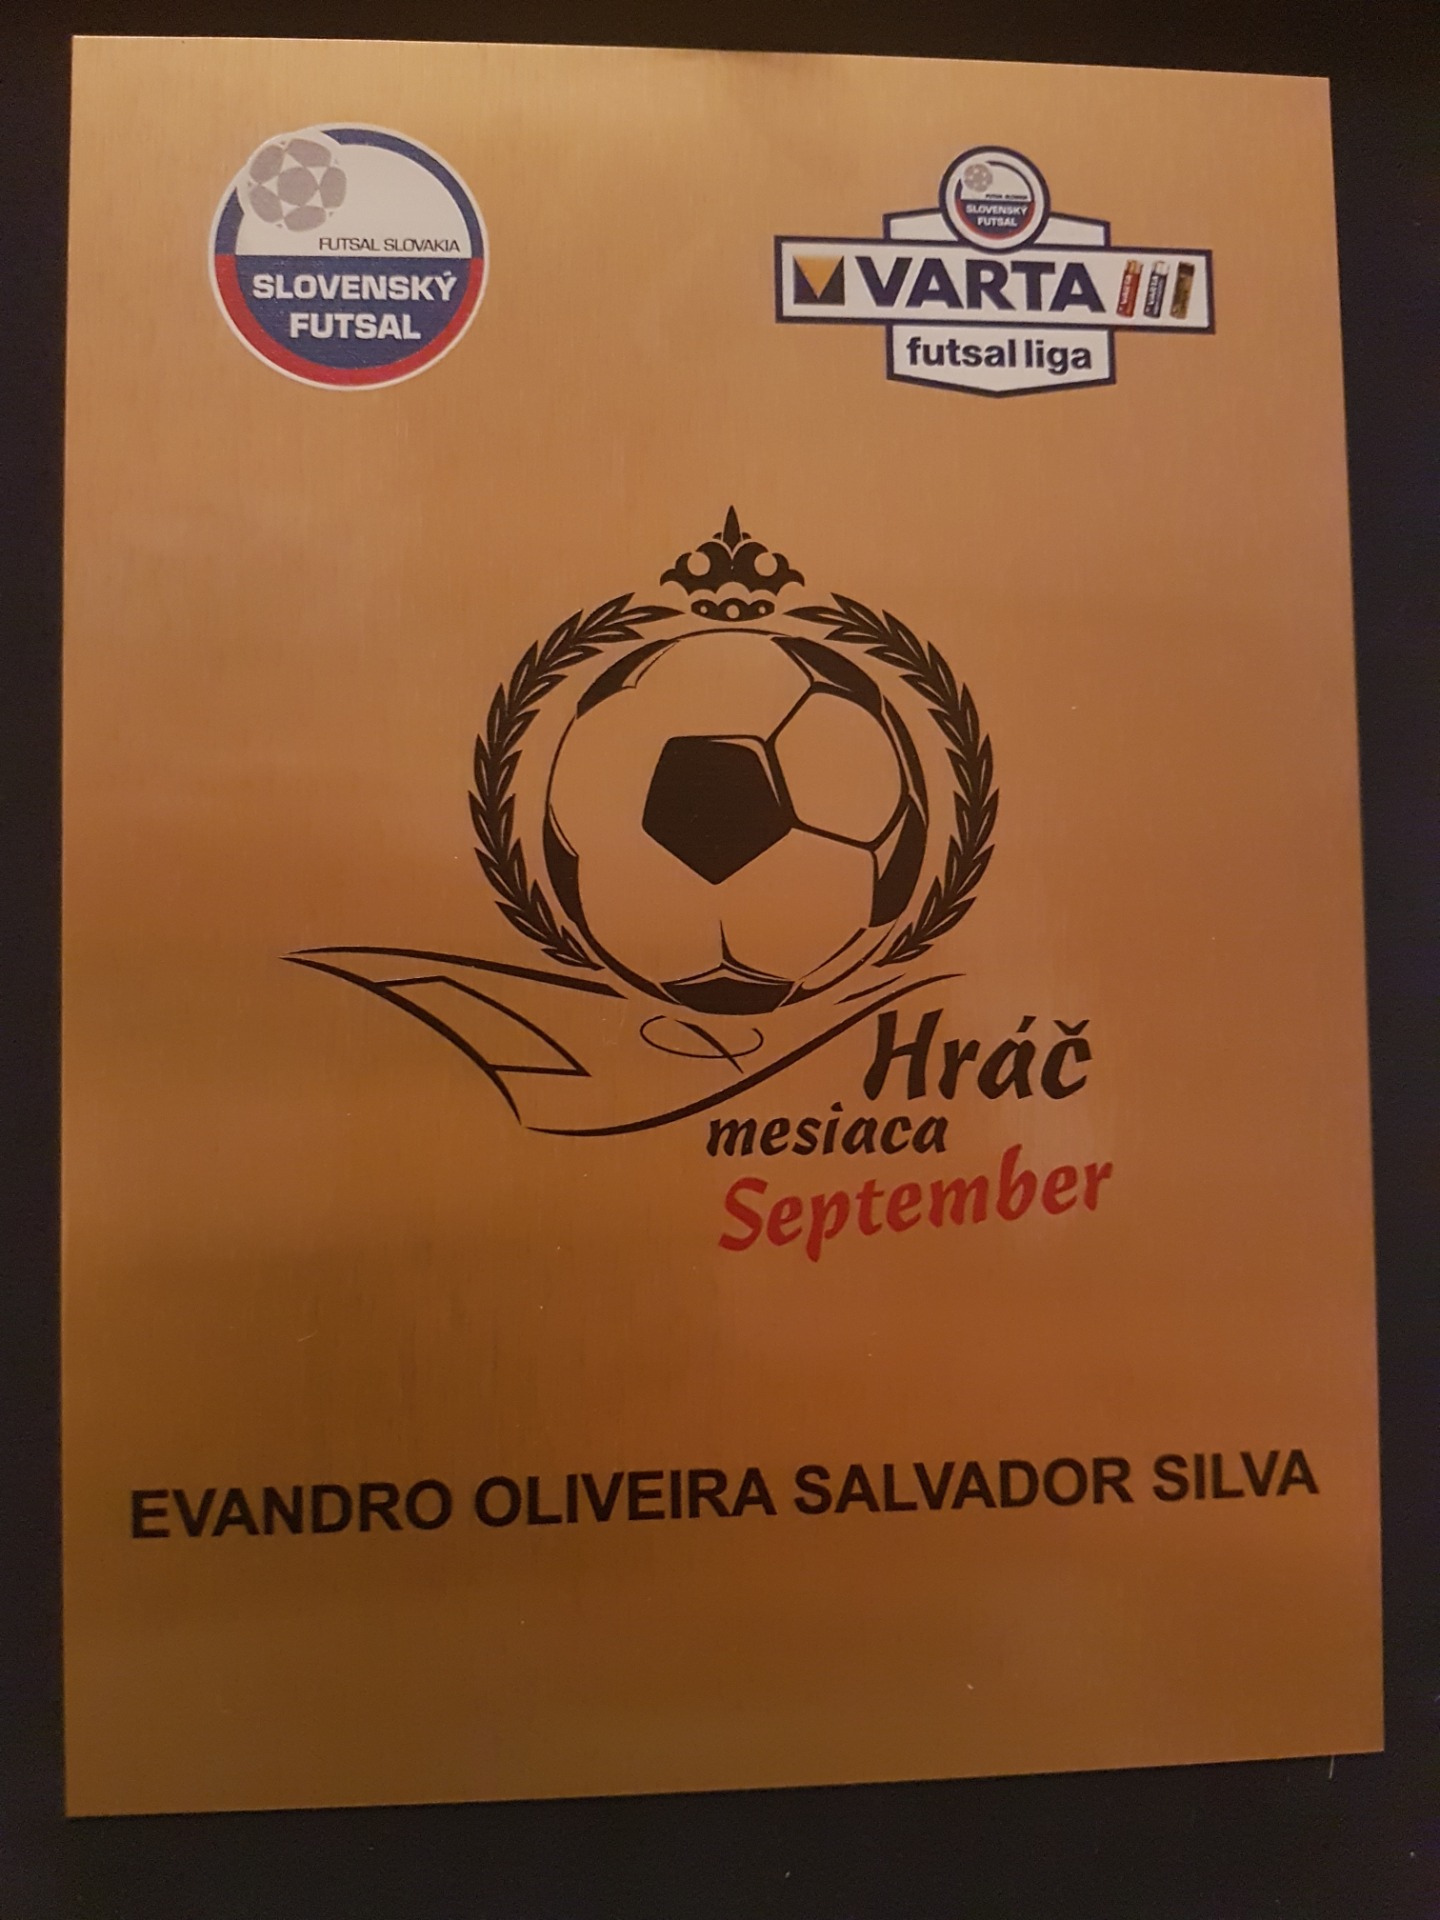 FUTSAL SLOVAKIA
SLOVENSKÝ
FUTSAL
SLOVENSKÝ
FUTSAL
VARTA
futsal liga
Hráč
mesiaca
September
EVANDRO OLIVEIRA SALVADOR SILVA